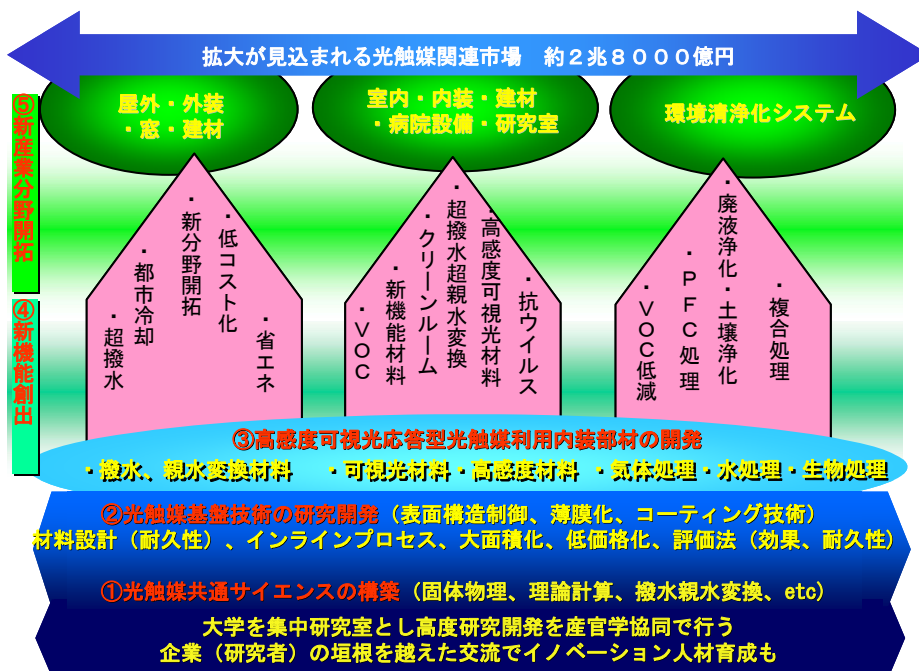 拡大が見込まれる光触媒関連市場　約２兆８０００億円
屋外・外装
・窓・建材
室内・内装・建材
・病院設備・研究室
環境清浄化システム
⑤新産業分野開拓
④新機能創出
・超撥水
・都市冷却
・新分野開拓
・低コスト化
・省エネ
・ＶＯＣ
・新機能材料
・クリーンルーム
・超撥水超親水変換
・高感度可視光材料
・抗ウイルス
・ＶＯＣ低減
・ＰＦＣ処理
・廃液浄化・土壌浄化
・複合処理
③高感度可視光応答型光触媒利用内装部材の開発
・撥水、親水変換材料　・可視光材料・高感度材料　・気体処理・水処理・生物処理
②光触媒基盤技術の研究開発（表面構造制御、薄膜化、コーティング技術）
材料設計（耐久性）、インラインプロセス、大面積化、低価格化、評価法（効果、耐久性）
①光触媒共通サイエンスの構築（固体物理、理論計算、撥水親水変換、etc）
大学を集中研究室とし高度研究開発を産官学協同で行う
企業（研究者）の垣根を越えた交流でイノベーション人材育成も